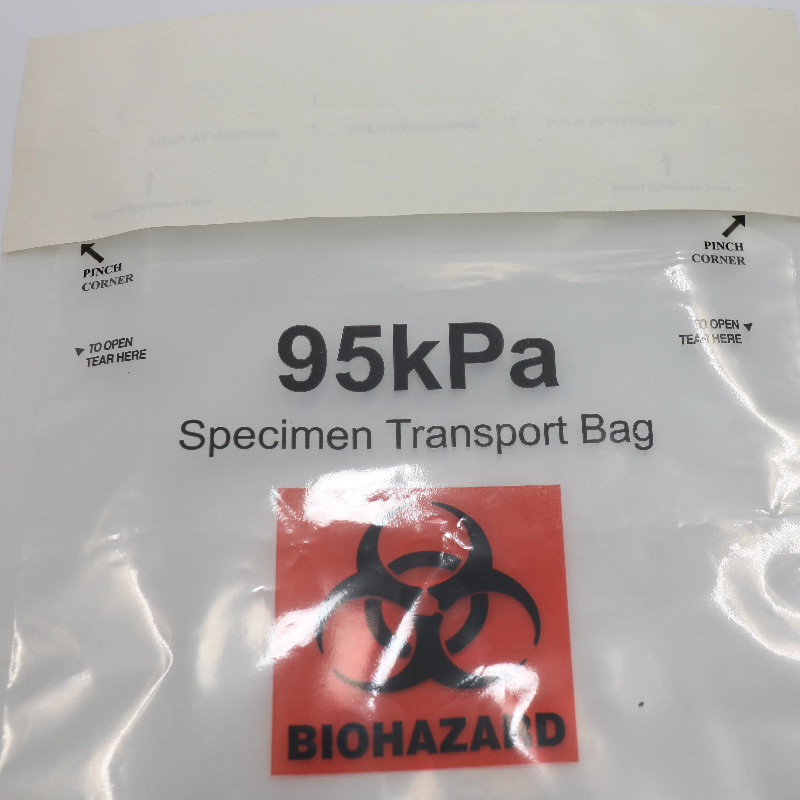 PINCH
CORNER
PINCH
CORNER
TO OPEN
TEAR HERE
TO OPEN
TEAR HERE
95kPa
Specimen Transport Bag
BIOHAZARD